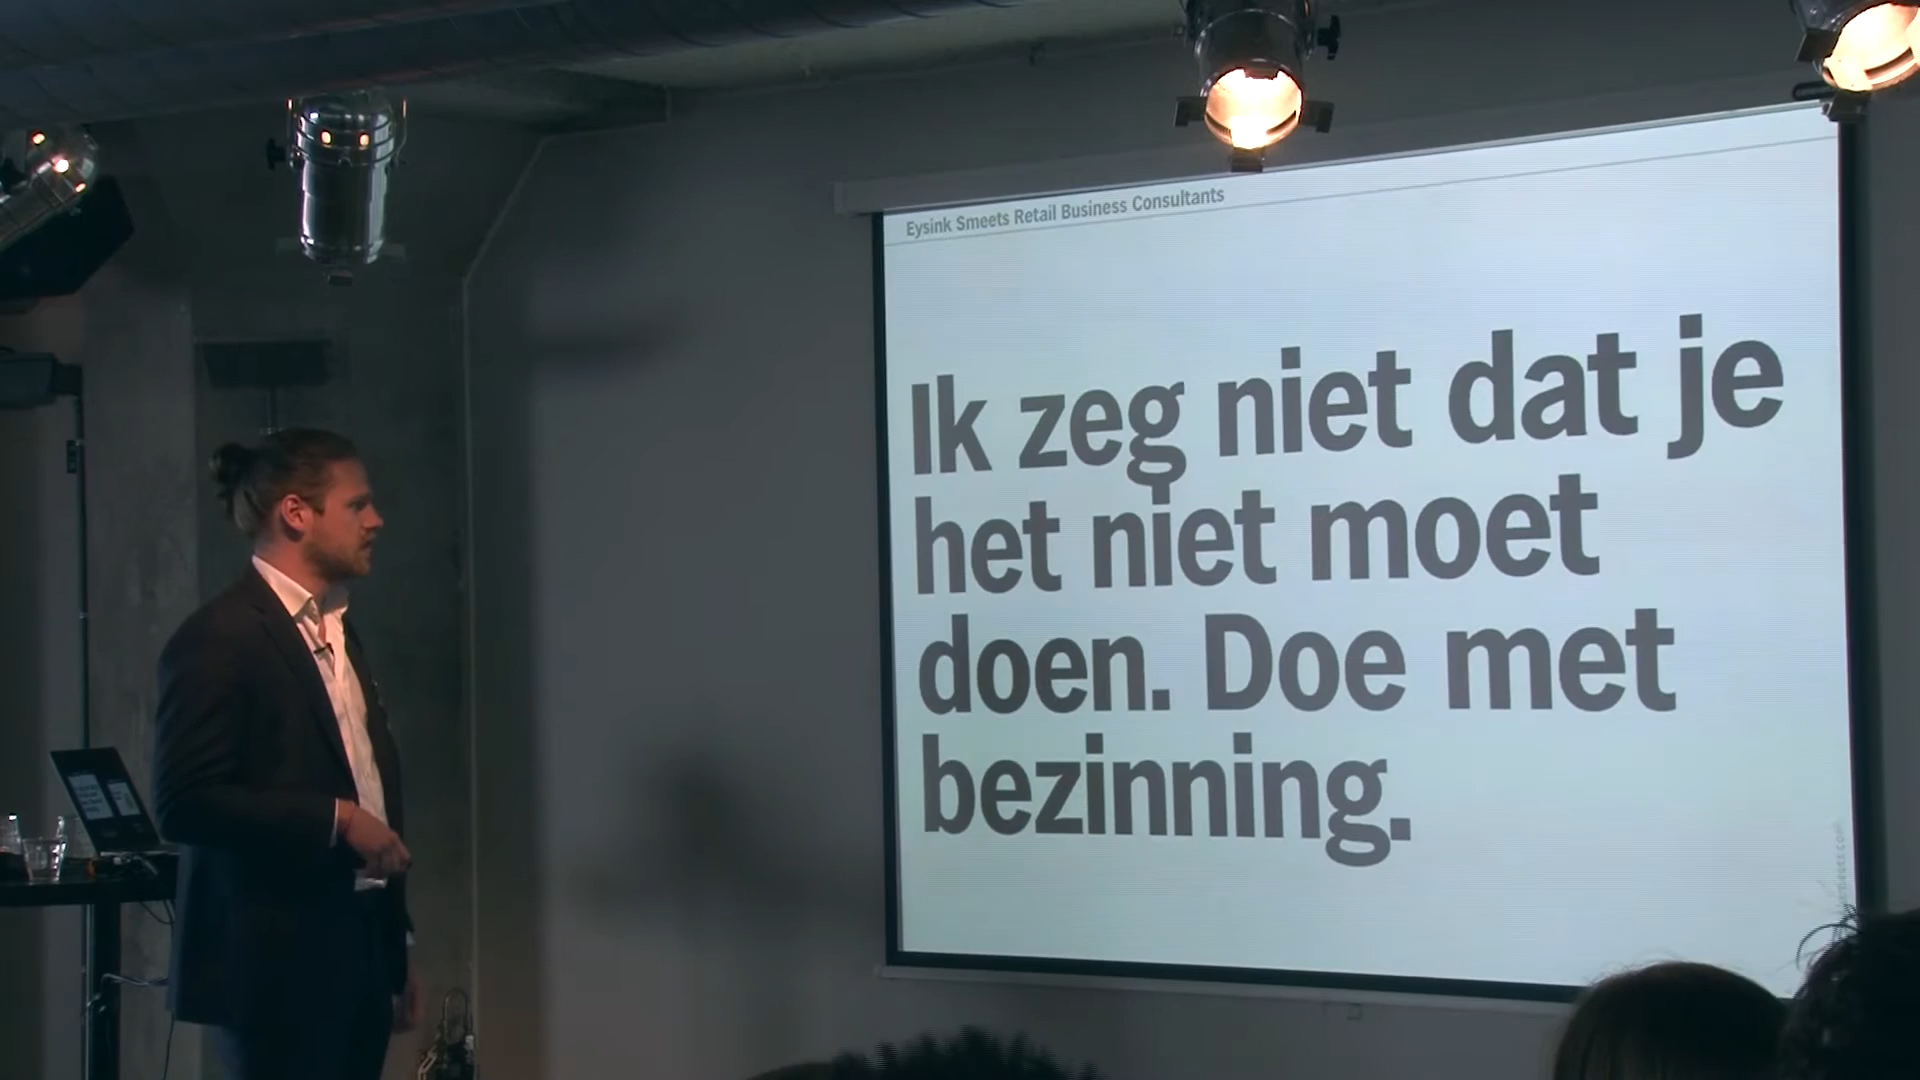 Eysink Smeets Retail Business Consultants
Ik zeg niet dat je
het niet moet
doen. Doe met
bezinning.